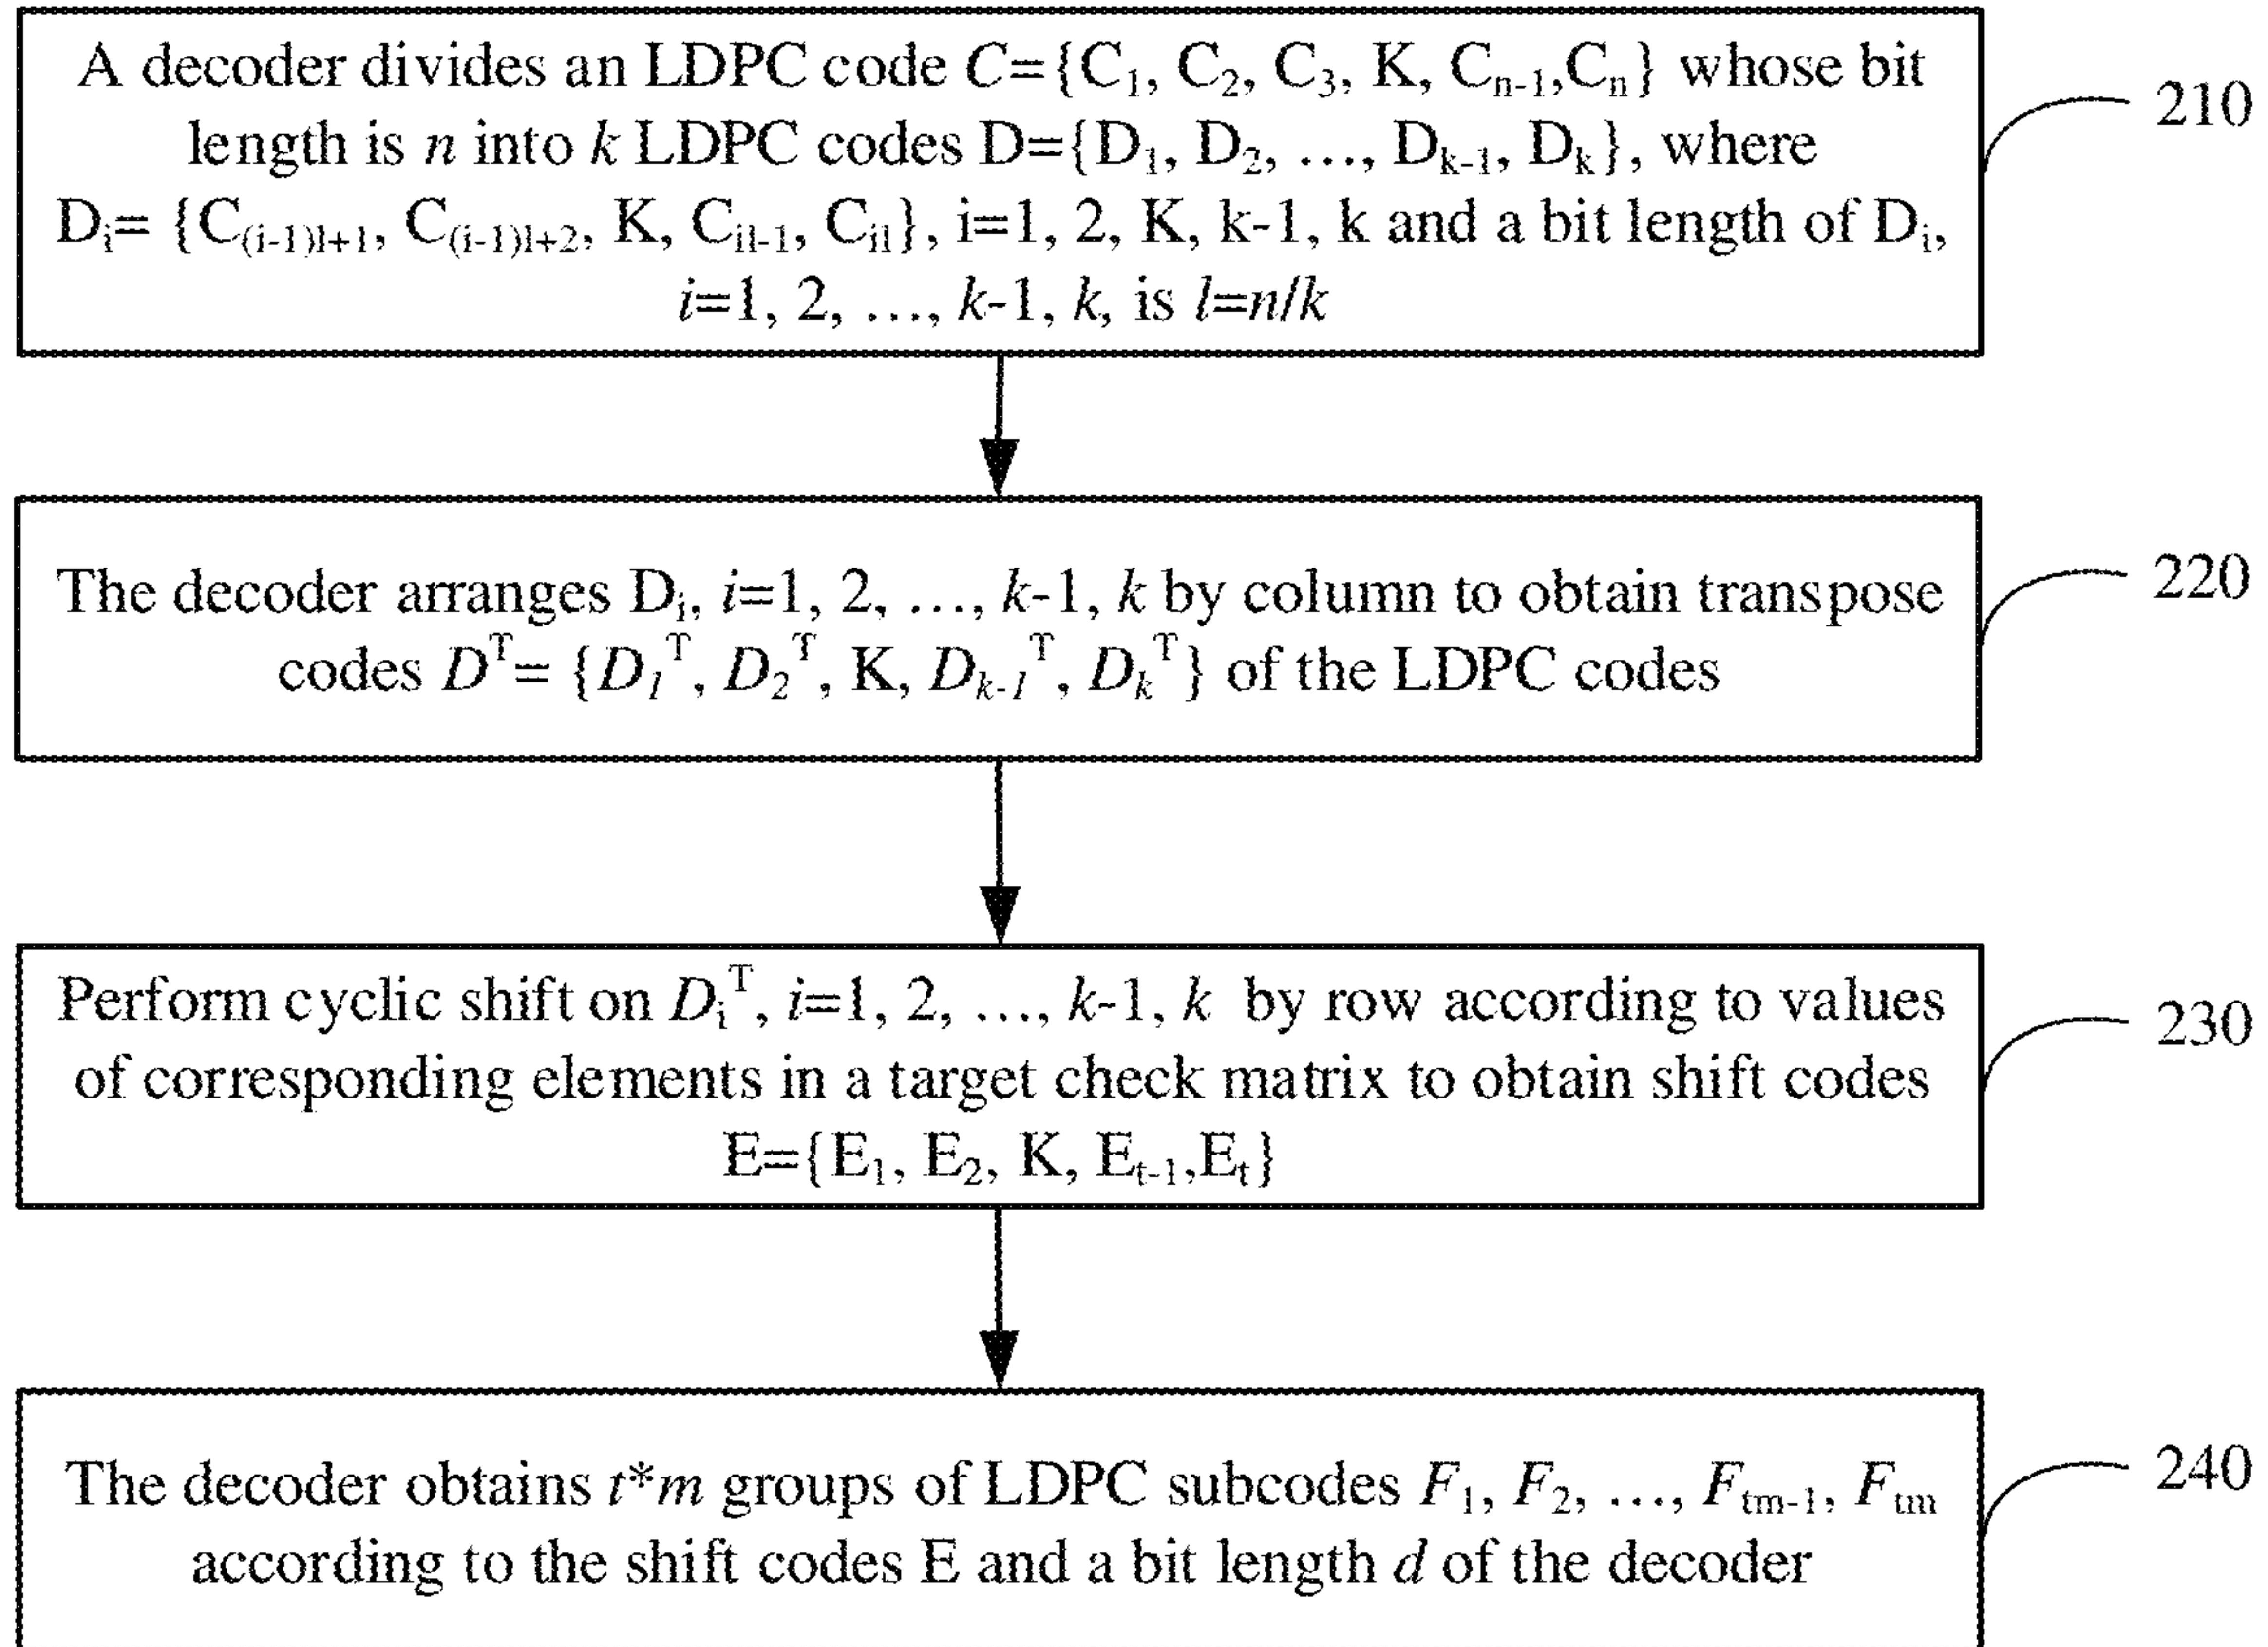 A decoder divides an LDPC code C={C₁, C₂, C₃, K, Cₙ₋₁,Cₙ} whose bit
length is n into k LDPC codes D={D₁, D₂, …, Dₖ₋₁, Dₖ}, where
Dᵢ= {C₍ᵢ₋₁₎ₗ₊₁, C₍ᵢ₋₁₎ₗ₊₂, K, Cᵢₗ₋₁, Cᵢₗ}, i=1, 2, K, k-1, k and a bit length of Dᵢ,
i=1, 2, …, k-1, k, is l=n/k
210
The decoder arranges Dᵢ, i=1, 2, …, k-1, k by column to obtain transpose
codes Dᵀ= {D₁ᵀ, D₂ᵀ, K, Dₖ₋₁ᵀ, Dₖᵀ} of the LDPC codes
220
Perform cyclic shift on Dᵢᵀ, i=1, 2, …, k-1, k by row according to values
of corresponding elements in a target check matrix to obtain shift codes
E={E₁, E₂, K, Eₜ₋₁,Eₜ}
230
The decoder obtains t*m groups of LDPC subcodes F₁, F₂, …, Fₜₘ₋₁, Fₜₘ
according to the shift codes E and a bit length d of the decoder
240